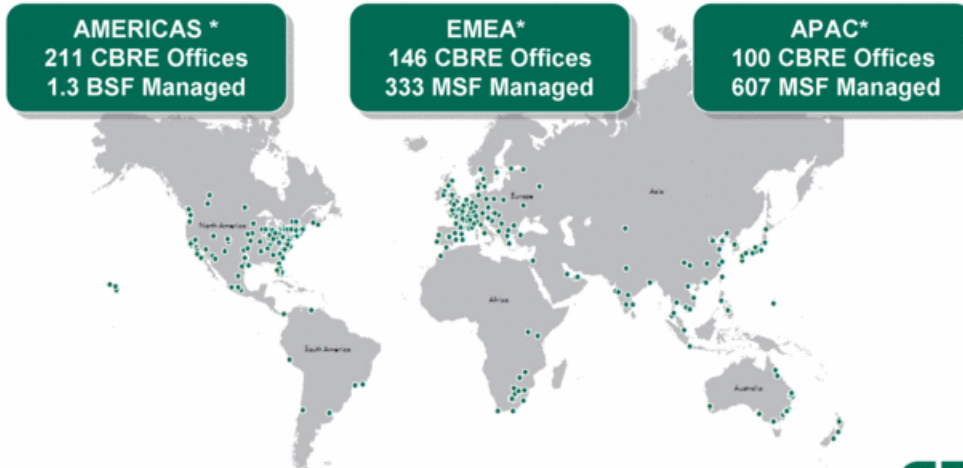 AMERICAS *
211 CBRE Offices
1.3 BSF Managed
EMEA*
146 CBRE Offices
333 MSF Managed
APAC*
100 CBRE Offices
607 MSF Managed
North America
Europe
Asia
Africa
South America
Australia